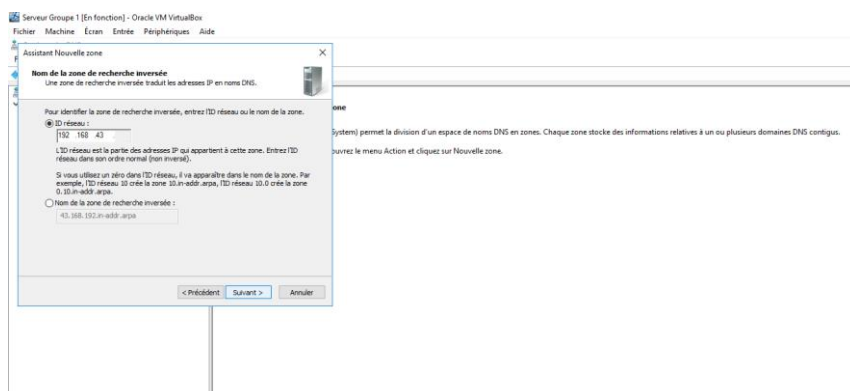 Serveur Groupe 1 [En fonction] - Oracle VM VirtualBox
Fichier Machine Écran Entrée Périphériques Aide
Assistant Nouvelle zone
Nom de la zone de recherche inversée
Une zone de recherche inversée traduit les adresses IP en noms DNS.
Pour identifier la zone de recherche inversée, entrez l'ID réseau ou le nom de la zone.
ID réseau :
192 .168 .43 .
L'ID réseau est la partie des adresses IP qui appartient à cette zone. Entrez l'ID
réseau dans son ordre normal (non inversé).
Si vous utilisez un zéro dans l'ID réseau, il va apparaître dans le nom de la zone. Par
exemple, l'ID réseau 10 crée la zone 10.in-addr.arpa, l'ID réseau 10.0 crée la zone
0.10.in-addr.arpa.
Nom de la zone de recherche inversée :
43.168.192.in-addr.arpa
< Précédent Suivant > Annuler
one
System) permet la division d'un espace de noms DNS en zones. Chaque zone stocke des informations relatives à un ou plusieurs domaines DNS contigus.
ouvrez le menu Action et cliquez sur Nouvelle zone.